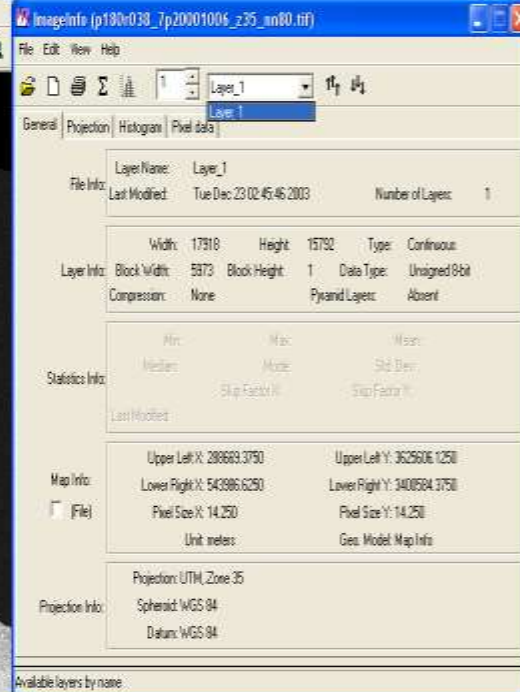 ImageInfo (p180r038_7p20001006_z35_nn80.tif)
File Edit View Help
1 Layer_1
Layer_1
General Projection Histogram Pixel data
File Info: Layer Name: Layer_1
Last Modified: Tue Dec 23 02:45:46 2003 Number of Layers: 1
Layer Info: Width: 17918 Height: 15792 Type: Continuous
Block Width: 5973 Block Height: 1 Data Type: Unsigned 8-bit
Compression: None Pyramid Layers: Absent
Statistics Info: Min: Max: Mean:
Median: Mode: Std. Dev:
Skip Factor X: Skip Factor Y:
Last Modified:
Map Info: Upper Left X: 288669.3750 Upper Left Y: 3625606.1250
(File) Lower Right X: 543986.6250 Lower Right Y: 3400584.3750
Pixel Size X: 14.250 Pixel Size Y: 14.250
Unit: meters Geo. Model: Map Info
Projection Info: Projection: UTM, Zone 35
Spheroid: WGS 84
Datum: WGS 84
Available layers by name